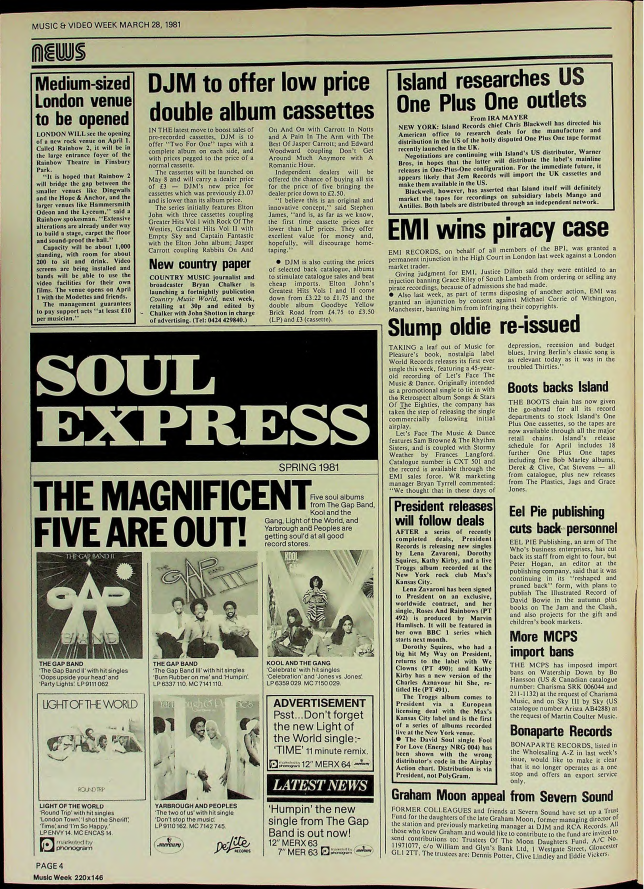 MUSIC & VIDEO WEEK MARCH 28, 1981
news
Medium-sized
London venue
to be opened
LONDON WILL see the opening
of a new rock venue on April 1.
Called Rainbow 2, it will be in
the large entrance foyer of the
Rainbow Theatre in Finsbury
Park.
"It is hoped that Rainbow 2
will bridge the gap between the
smaller venues like Dingwalls
and the Hope & Anchor, and the
larger venues like Hammersmith
Odeon and the Lyceum," said a
Rainbow spokesman. "Extensive
alterations are already under way
to build a stage, carpet the floor
and sound-proof the hall."
Capacity will be about 1,000
standing, with room for about
200 to sit and drink. Video
screens are being installed and
bands will be able to use the
video facilities for their own
films. The venue opens on April
1 with the Modettes and friends.
The management guarantees
to pay support acts "at least £10
per musician."
DJM to offer low price
double album cassettes
IN THE latest move to boost sales of
pre-recorded cassettes, DJM is to
offer "Two For One" tapes with a
complete album on each side, and
with prices pegged to the price of a
normal cassette.
The cassettes will be launched on
May 8 and will carry a dealer price
of £3 — DJM's new price for
cassettes which was previously £3.07
and is lower than its album price.
The series initially features Elton
John with three cassettes coupling
Greatest Hits Vol I with Rock Of The
Westies, Greatest Hits Vol II with
Empty Sky and Captain Fantastic
with the Elton John album; Jasper
Carrott coupling Rabbitts On And
On And On with Carrott In Notts
and A Pain In The Arm with The
Best Of Jasper Carrott; and Edward
Woodward coupling Don't Get
Around Much Anymore with A
Romantic Hour.
Independent dealers will be
offered the chance of buying all six
for the price of five bringing the
dealer price down to £2.50.
"I believe this is an original and
innovative concept," said Stephen
James, "and is, as far as we know,
the first time cassette prices are
lower than LP prices. They offer
excellent value for money and,
hopefully, will discourage home-
taping."
● DJM is also cutting the prices
of selected back catalogue, albums
to stimulate catalogue sales and beat
cheap imports. Elton John's
Greatest Hits Vols I and II come
down from £3.22 to £1.75 and the
double album Goodbye Yellow
Brick Road from £4.75 to £3.50
(LP) and £3 (cassette).
New country paper
COUNTRY MUSIC journalist and
broadcaster Bryan Chalker is
launching a fortnightly publication
Country Music World, next week,
retailing at 30p and edited by
Chalker with John Shotton in charge
of advertising. (Tel: 0424 429840.)
Island researches US
One Plus One outlets
From IRA MAYER
NEW YORK: Island Records chief Chris Blackwell has directed his
American office to research deals for the manufacture and
distribution in the US of the hotly disputed One Plus One tape format
recently launched in the UK.
Negotiations are continuing with Island's US distributor, Warner
Bros, in hopes that the latter will distribute the label's mainline
releases in One-Plus-One configuration. For the immediate future, it
appears likely that Jem Records will import the UK cassettes and
make them available in the US.
Blackwell, however, has asserted that Island itself will definitely
market the tapes for recordings on subsidiary labels Mango and
Antilles. Both labels are distributed through an independent network.
EMI wins piracy case
EMI RECORDS, on behalf of all members of the BPI, was granted a
permanent injunction in the High Court in London last week against a London
market trader.
Giving judgment for EMI, Justice Dillon said they were entitled to an
injunction banning Grace Riley of South Lambeth from ordering or selling any
pirate recordings, because of admissions she had made.
● Also last week, as part of terms disposing of another action, EMI was
granted an injunction by consent against Michael Corrie of Withington,
Manchester, banning him from infringing their copyrights.
Slump oldie re-issued
TAKING a leaf out of Music for
Pleasure's book, nostalgia label
World Records releases its first ever
single this week, featuring a 45-year-
old recording of Let's Face The
Music & Dance. Originally intended
as a promotional single to tie in with
the Retrospect album Songs & Stars
Of The Eighties, the company has
taken the step of releasing the single
commercially following initial
airplay.
Let's Face The Music & Dance
features Sam Browne & The Rhythm
Sisters, and is coupled with Stormy
Weather by Frances Langford.
Catalogue number is CXT 501 and
the record is available through the
EMI sales force. WR marketing
manager Bryan Tyrrell commented:
"We thought that in these days of
depression, recession and budget
blues, Irving Berlin's classic song is
as relevant today as it was in the
troubled Thirties."
Boots backs Island
THE BOOTS chain has now given
the go-ahead for all its record
departments to stock Island's One
Plus One cassettes, so the tapes are
now available through all the major
retail chains. Island's release
schedule for April includes 18
further One Plus One tapes
including five Bob Marley albums,
Derek & Clive, Cat Stevens — all
from catalogue, plus new releases
from The Plastics, Jags and Grace
Jones.
President releases
will follow deals
AFTER a series of recently
completed deals, President
Records is releasing new singles
by Lena Zavaroni, Dorothy
Squires, Kathy Kirby, and a live
Troggs album recorded at the
New York rock club Max's
Kansas City.
Lena Zavaroni has been signed
to President on an exclusive,
worldwide contract, and her
single, Roses And Rainbows (PT
492) is produced by Marvin
Hamlisch. It will be featured in
her own BBC 1 series which
starts next month.
Dorothy Squires, who had a
big hit My Way on President,
returns to the label with We
Clowns (PT 490); and Kathy
Kirby has a new version of the
Charles Aznavour hit She, re-
titled He (PT 491).
The Troggs album comes to
President via a European
licensing deal with the Max's
Kansas City label and is the first
of a series of albums recorded
live at the New York venue.
● The David Soul single Fool
For Love (Energy NRG 004) has
been shown with the wrong
distributor's code in the Airplay
Action chart. Distribution is via
President, not PolyGram.
Eel Pie publishing
cuts back personnel
EEL PIE Publishing, an arm of The
Who's business enterprises, has cut
back its staff from eight to four, but
Peter Hogan, an editor at the
publishing company, said that it was
continuing in its "reshaped and
pruned back" form, with plans to
publish The Illustrated Record of
David Bowie in the autumn plus
books on The Jam and the Clash,
and also projects for the gift and
children's book markets.
More MCPS
import bans
THE MCPS has imposed import
bans on Watership Down by Bo
Hansson (US & Canadian catalogue
number: Charisma SRK 006044 and
211-1132) at the request of Charisma
Music, and on Sky III by Sky (US
catalogue number Arista AB4288) at
the request of Martin Coulter Music.
Bonaparte Records
BONAPARTE RECORDS, listed in
the Wholesaling A-Z in last week's
issue, would like to make it clear
that it no longer operates as a one
stop and offers an export service
only.
Graham Moon appeal from Severn Sound
FORMER COLLEAGUES and friends at Severn Sound have set up a Trust
Fund for the daughters of the late Graham Moon, former managing director of
the station and previously marketing manager at DJM and RCA Records. All
those who knew Graham and would like to contribute to the fund are invited to
send contributions to: Trustees Of The Moon Daughters Fund, A/C No.
11971077, c/o William and Glyn's Bank Ltd, 1 Westgate Street, Gloucester
GL1 2TT. The trustees are: Dennis Potter, Clive Lindley and Eddie Vickers.
SOUL
EXPRESS
SPRING 1981
THE MAGNIFICENT
FIVE ARE OUT!
Five soul albums
from The Gap Band,
Kool and the
Gang, Light of the World, and
Yarbrough and Peoples are
getting soul'd at all good
record stores.
THE GAP BAND II
GAP
BAND
THE GAP BAND
'The Gap Band II' with hit singles
'Oops upside your head' and
'Party Lights'. LP 9111 062
GAP
THE GAP BAND
'The Gap Band III' with hit singles
'Burn Rubber on me' and 'Humpin'.
LP 6337 110. MC 7141 110.
KOOL
KOOL AND THE GANG
'Celebrate' with hit singles
'Celebration' and 'Jones vs Jones'.
LP 6359 029. MC 7150 029.
LIGHT OF THE WORLD
ROUND TRIP
LIGHT OF THE WORLD
'Round Trip' with hit singles
'London Town', 'I shot the Sheriff',
'Time', and 'I'm So Happy.'
LP ENVY 14. MC ENCAS 14.
marketed by
phonogram
YARBROUGH AND PEOPLES
'The two of us' with hit single
'Don't stop the music'.
LP 9110 162. MC 7142 745.
mercury
De-Lite
RECORDS
ADVERTISEMENT
Psst...Don't forget
the new Light of
the World single:-
'TIME' 11 minute remix.
marketed by
phonogram 12" MERX 64
LATEST NEWS
'Humpin' the new
single from The Gap
Band is out now!
12" MERX 63
7" MER 63
marketed by
phonogram
PAGE 4
Music Week 220x146